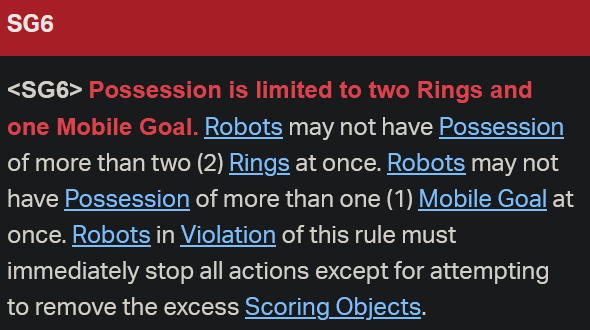 SG6
<SG6> Possession is limited to two Rings and
one Mobile Goal. Robots may not have Possession
of more than two (2) Rings at once. Robots may not
have Possession of more than one (1) Mobile Goal at
once. Robots in Violation of this rule must
immediately stop all actions except for attempting
to remove the excess Scoring Objects.